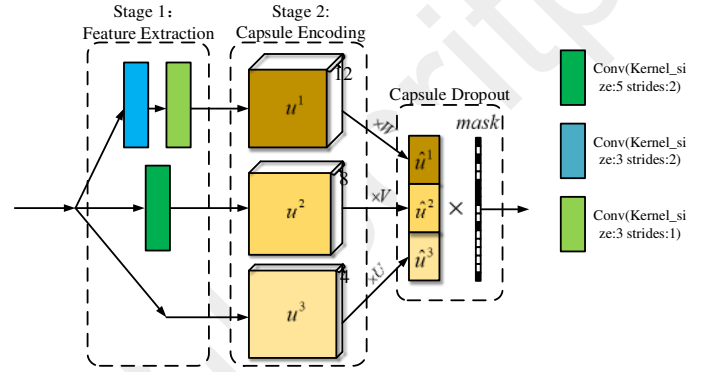 Stage 1:
Feature Extraction
Stage 2:
Capsule Encoding
12
u¹
×W
8
u²
×V
4
u³
×U
Capsule Dropout
mask
û¹
û²
×
û³
Conv(Kernel_si
ze:5 strides:2)
Conv(Kernel_si
ze:3 strides:2)
Conv(Kernel_si
ze:3 strides:1)